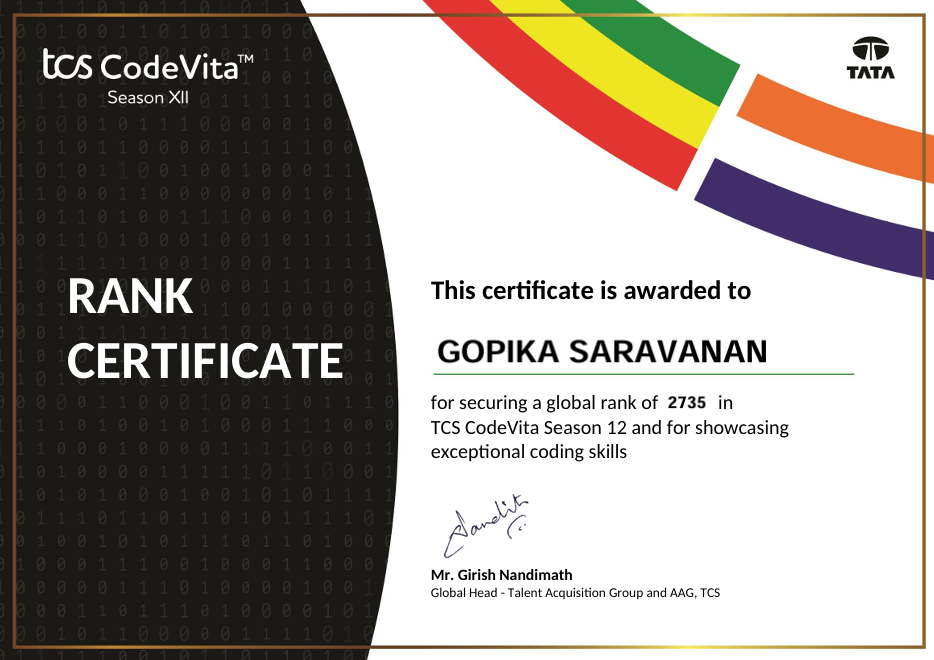 tcs CodeVita™
Season XII
TATA
RANK
CERTIFICATE
This certificate is awarded to
GOPIKA SARAVANAN
for securing a global rank of 2735 in
TCS CodeVita Season 12 and for showcasing
exceptional coding skills
Mr. Girish Nandimath
Global Head - Talent Acquisition Group and AAG, TCS